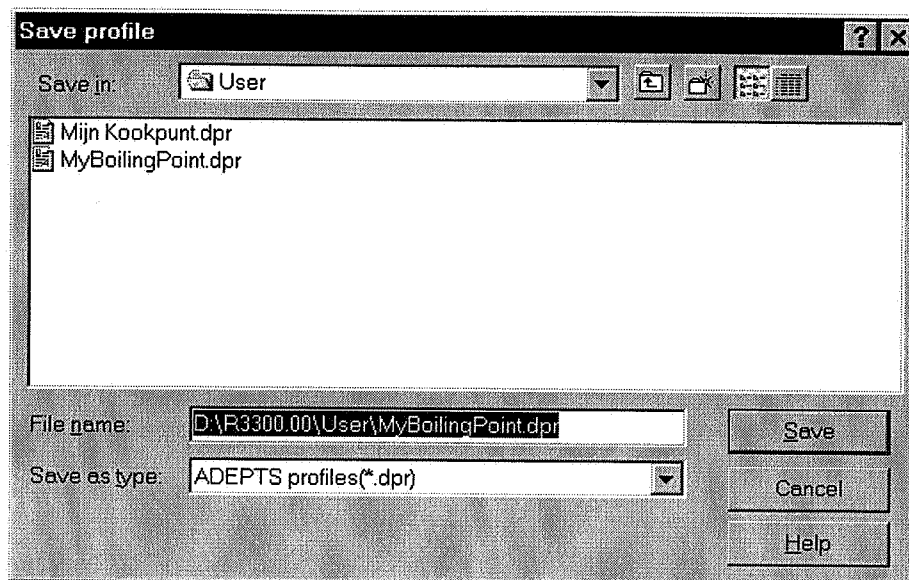 Save profile
Save in:
User
Mijn Kookpunt.dpr
MyBoilingPoint.dpr
File name:
D:\R3300.00\User\MyBoilingPoint.dpr
Save
Save as type:
ADEPTS profiles(*.dpr)
Cancel
Help